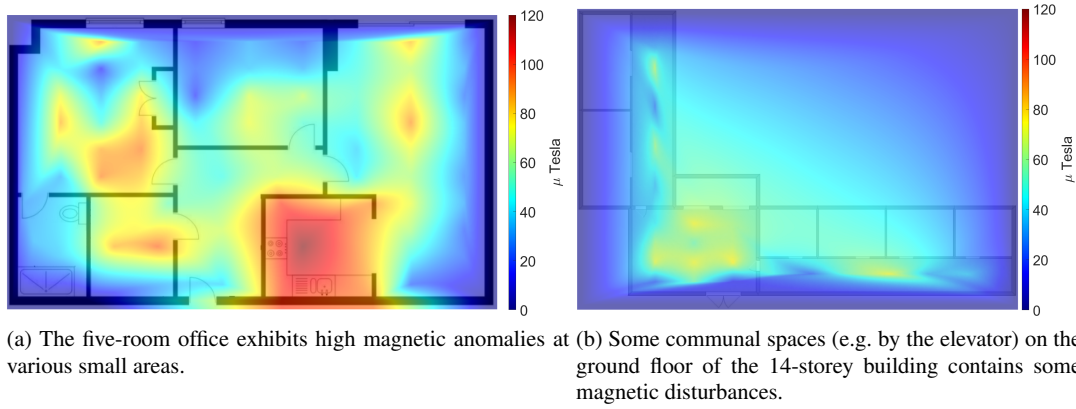 120
100
80
60
40
20
0
μ Tesla
120
100
80
60
40
20
0
μ Tesla
(a) The five-room office exhibits high magnetic anomalies at
various small areas.
(b) Some communal spaces (e.g. by the elevator) on the
ground floor of the 14-storey building contains some
magnetic disturbances.